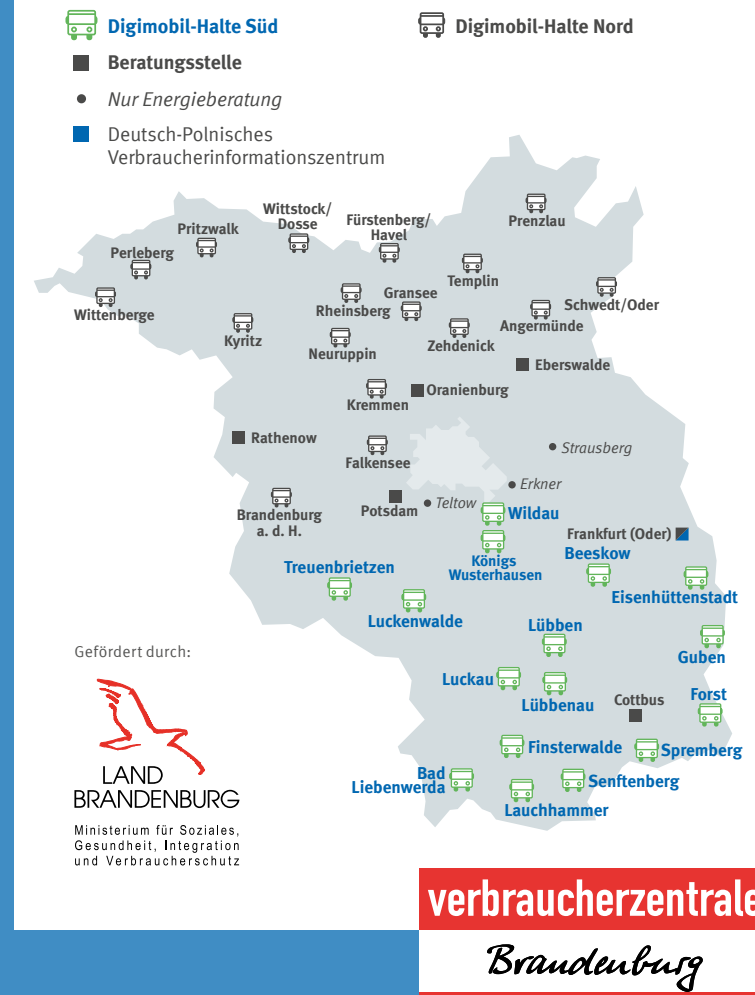 Digimobil-Halte Süd
Digimobil-Halte Nord
Beratungsstelle
Nur Energieberatung
Deutsch-Polnisches
Verbraucherinformationszentrum
Prenzlau
Wittstock/
Dosse
Fürstenberg/
Havel
Pritzwalk
Perleberg
Templin
Wittenberge
Rheinsberg
Gransee
Schwedt/Oder
Angermünde
Kyritz
Neuruppin
Zehdenick
Eberswalde
Kremmen
Oranienburg
Rathenow
Strausberg
Falkensee
Erkner
Brandenburg
a. d. H.
Potsdam
Teltow
Wildau
Frankfurt (Oder)
Königs
Wusterhausen
Beeskow
Treuenbrietzen
Eisenhüttenstadt
Luckenwalde
Lübben
Guben
Luckau
Lübbenau
Cottbus
Forst
Finsterwalde
Spremberg
Bad
Liebenwerda
Senftenberg
Lauchhammer
Gefördert durch:
LAND
BRANDENBURG
Ministerium für Soziales,
Gesundheit, Integration
und Verbraucherschutz
verbraucherzentrale
Brandenburg